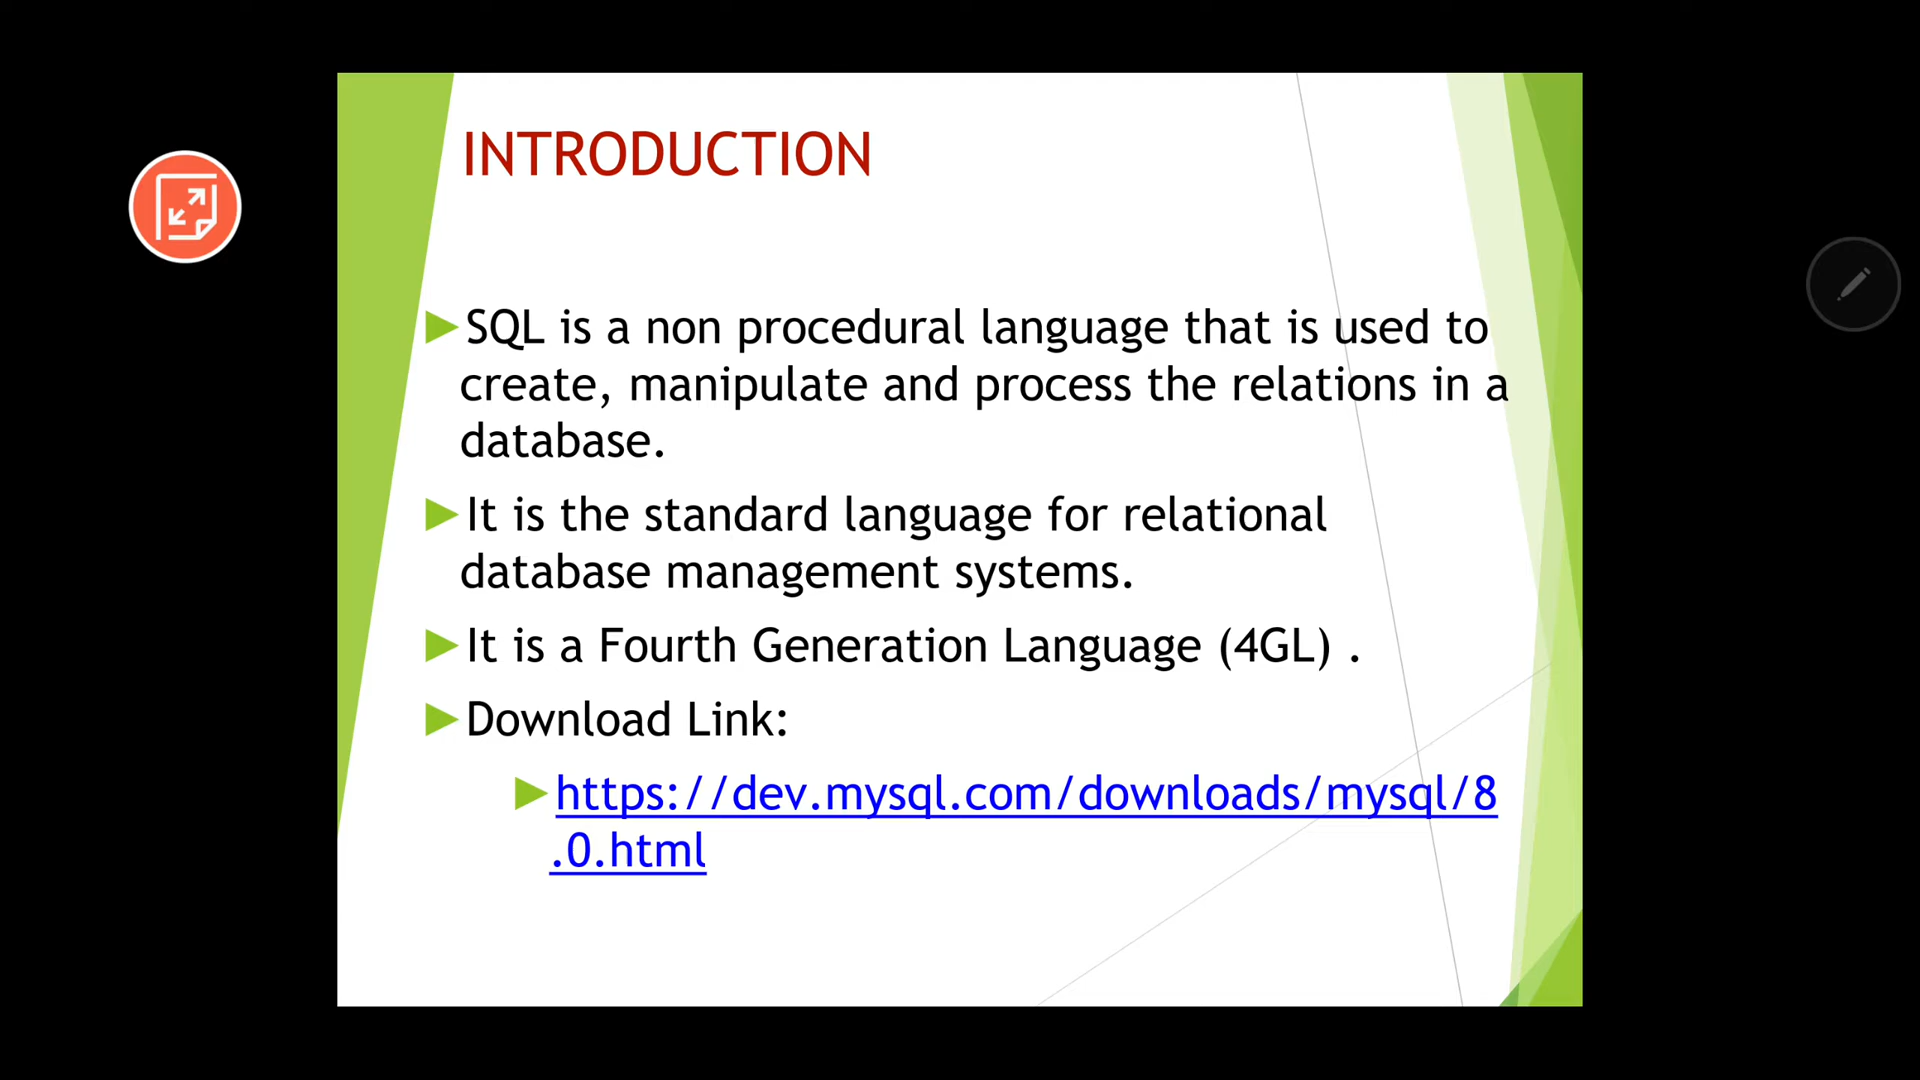 INTRODUCTION
SQL is a non procedural language that is used to
create, manipulate and process the relations in a
database.
It is the standard language for relational
database management systems.
It is a Fourth Generation Language (4GL) .
Download Link:
https://dev.mysql.com/downloads/mysql/8
.0.html